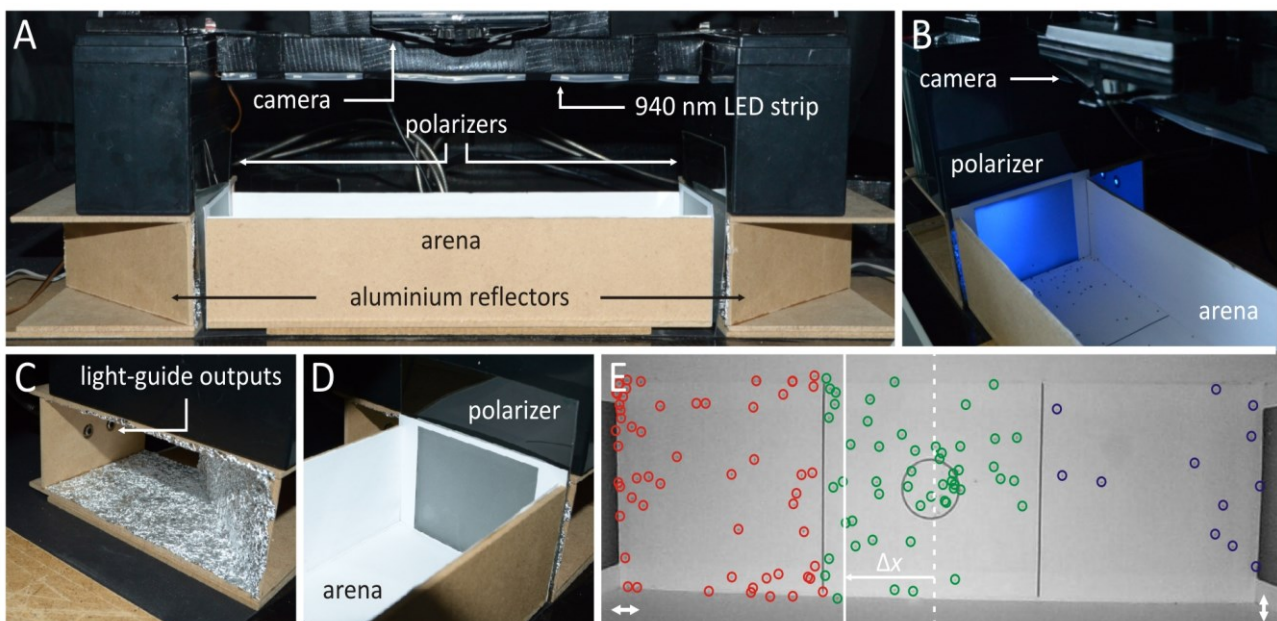 A
camera
940 nm LED strip
polarizers
arena
aluminium reflectors
B
camera
polarizer
arena
C
light-guide outputs
D
polarizer
arena
E
Δx